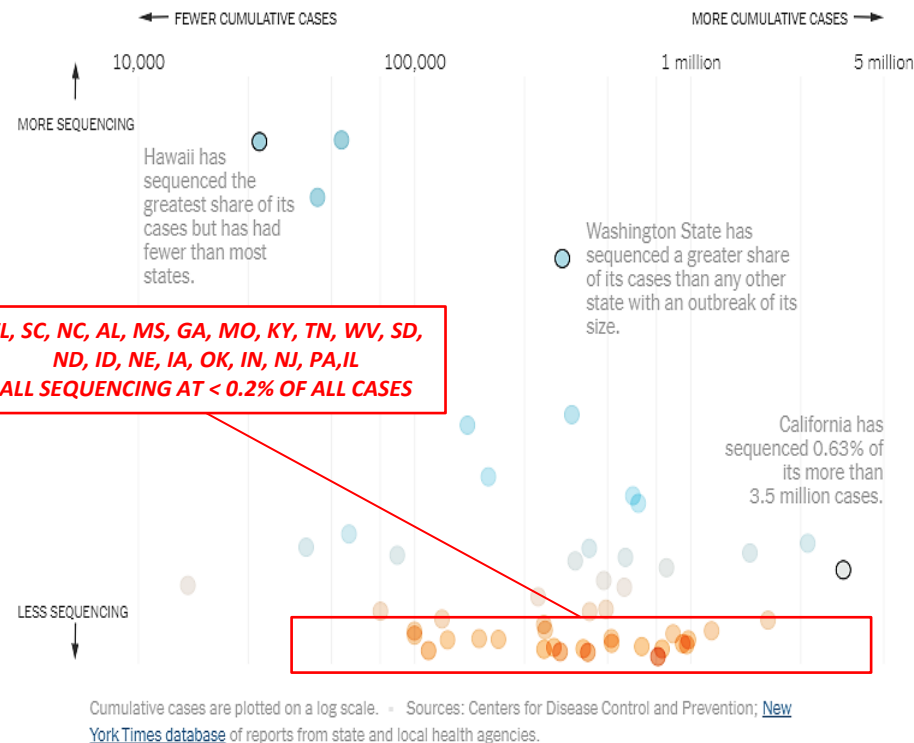 FEWER CUMULATIVE CASES
MORE CUMULATIVE CASES
10,000
100,000
1 million
5 million
MORE SEQUENCING
Hawaii has
sequenced the
greatest share of its
cases but has had
fewer than most
states.
Washington State has
sequenced a greater share
of its cases than any other
state with an outbreak of its
size.
L, SC, NC, AL, MS, GA, MO, KY, TN, WV, SD,
ND, ID, NE, IA, OK, IN, NJ, PA,IL
ALL SEQUENCING AT < 0.2% OF ALL CASES
California has
sequenced 0.63% of
its more than
3.5 million cases.
LESS SEQUENCING
Cumulative cases are plotted on a log scale. • Sources: Centers for Disease Control and Prevention; New
York Times database of reports from state and local health agencies.